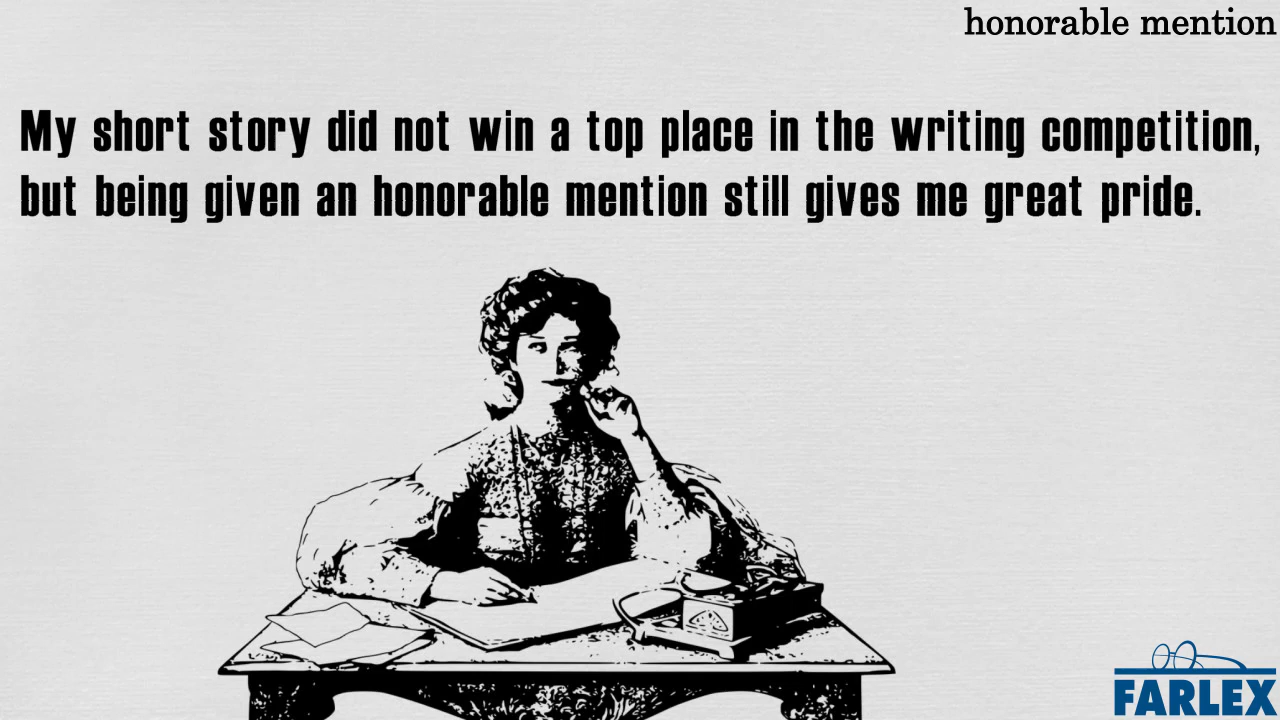 honorable mention
My short story did not win a top place in the writing competition,
but being given an honorable mention still gives me great pride.
FARLEX